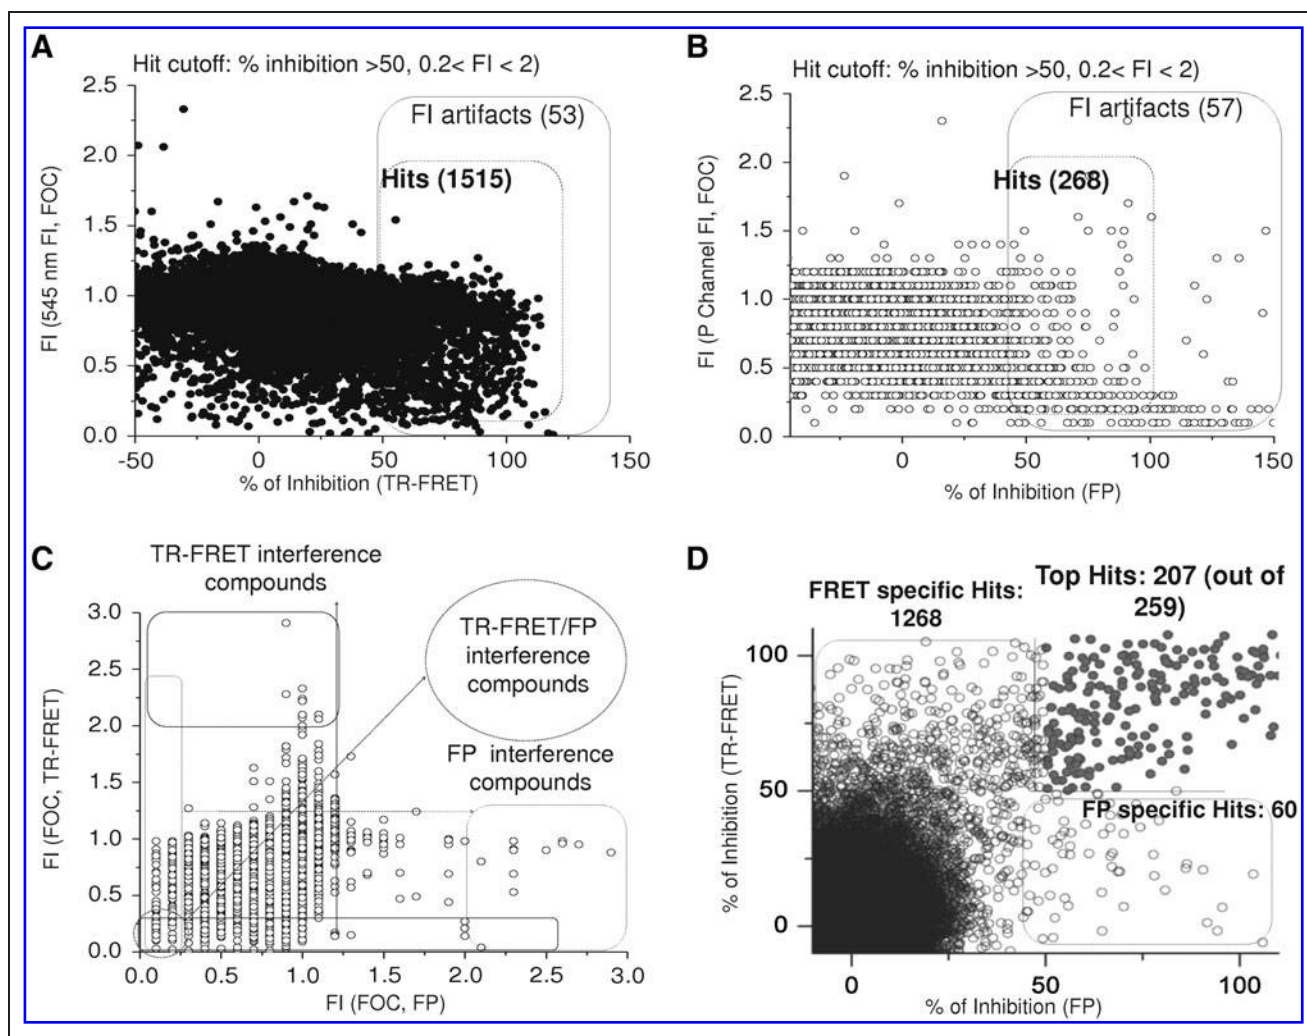 A
Hit cutoff: % inhibition >50, 0.2< FI < 2)
FI (545 nm FI, FOC)
2.5
2.0
1.5
1.0
0.5
0.0
FI artifacts (53)
Hits (1515)
-50
0
50
100
150
% of Inhibition (TR-FRET)
B
Hit cutoff: % inhibition >50, 0.2< FI < 2)
FI (P Channel FI, FOC)
2.5
2.0
1.5
1.0
0.5
0.0
FI artifacts (57)
Hits (268)
0
50
100
150
% of Inhibition (FP)
C
TR-FRET interference
compounds
FI (FOC, TR-FRET)
3.0
2.5
2.0
1.5
1.0
0.5
0.0
TR-FRET/FP
interference
compounds
FP interference
compounds
0.0
0.5
1.0
1.5
2.0
2.5
3.0
FI (FOC, FP)
D
FRET specific Hits:
1268
Top Hits: 207 (out of
259)
% of Inhibition (TR-FRET)
100
50
0
FP specific Hits: 60
0
50
100
% of Inhibition (FP)